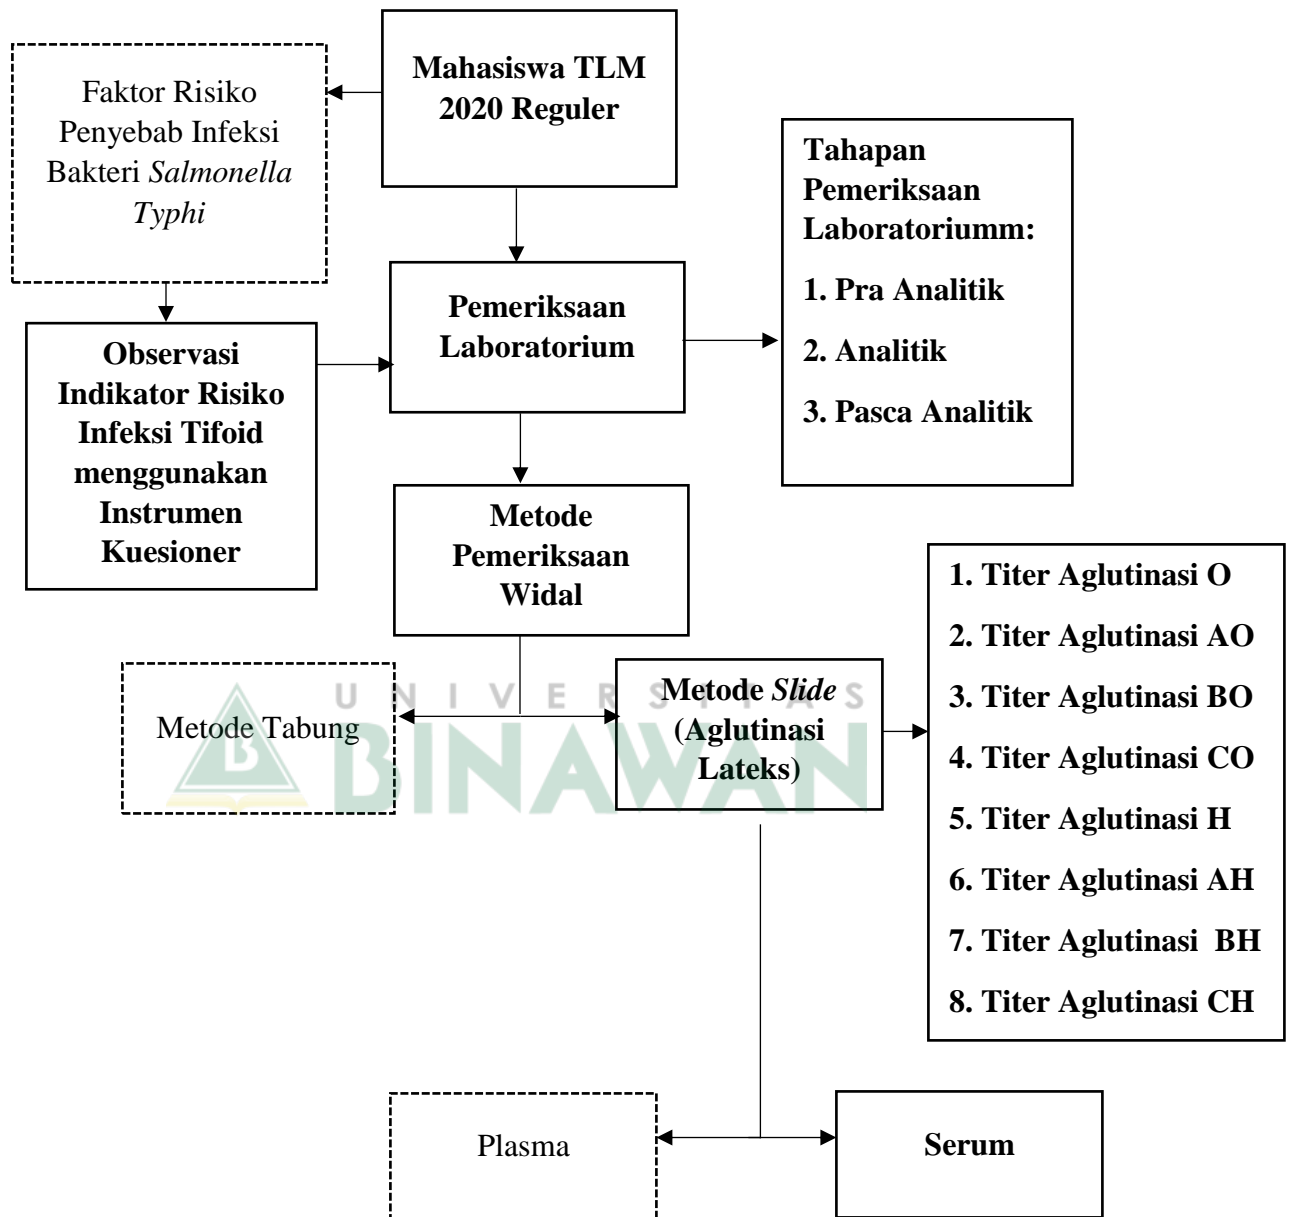 Mahasiswa TLM
2020 Reguler
Faktor Risiko
Penyebab Infeksi
Bakteri Salmonella
Typhi
Tahapan
Pemeriksaan
Laboratoriumm:
1. Pra Analitik
2. Analitik
3. Pasca Analitik
Pemeriksaan
Laboratorium
Observasi
Indikator Risiko
Infeksi Tifoid
menggunakan
Instrumen
Kuesioner
Metode
Pemeriksaan
Widal
1. Titer Aglutinasi O
2. Titer Aglutinasi AO
3. Titer Aglutinasi BO
4. Titer Aglutinasi CO
5. Titer Aglutinasi H
6. Titer Aglutinasi AH
7. Titer Aglutinasi  BH
8. Titer Aglutinasi CH
Metode Tabung
Metode Slide
(Aglutinasi
Lateks)
UNIVERSITAS
B BINAWAN
Plasma
Serum